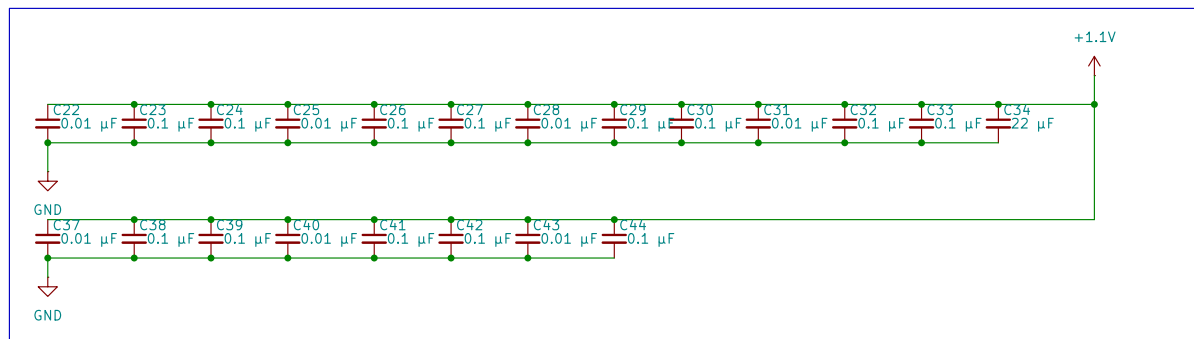 +1.1V
C22 C23 C24 C25 C26 C27 C28 C29 C30 C31 C32 C33 C34
0.01 µF 0.1 µF 0.1 µF 0.01 µF 0.1 µF 0.1 µF 0.01 µF 0.1 µF 0.1 µF 0.01 µF 0.1 µF 0.1 µF 22 µF
GND
C37 C38 C39 C40 C41 C42 C43 C44
0.01 µF 0.1 µF 0.1 µF 0.01 µF 0.1 µF 0.1 µF 0.01 µF 0.1 µF
GND